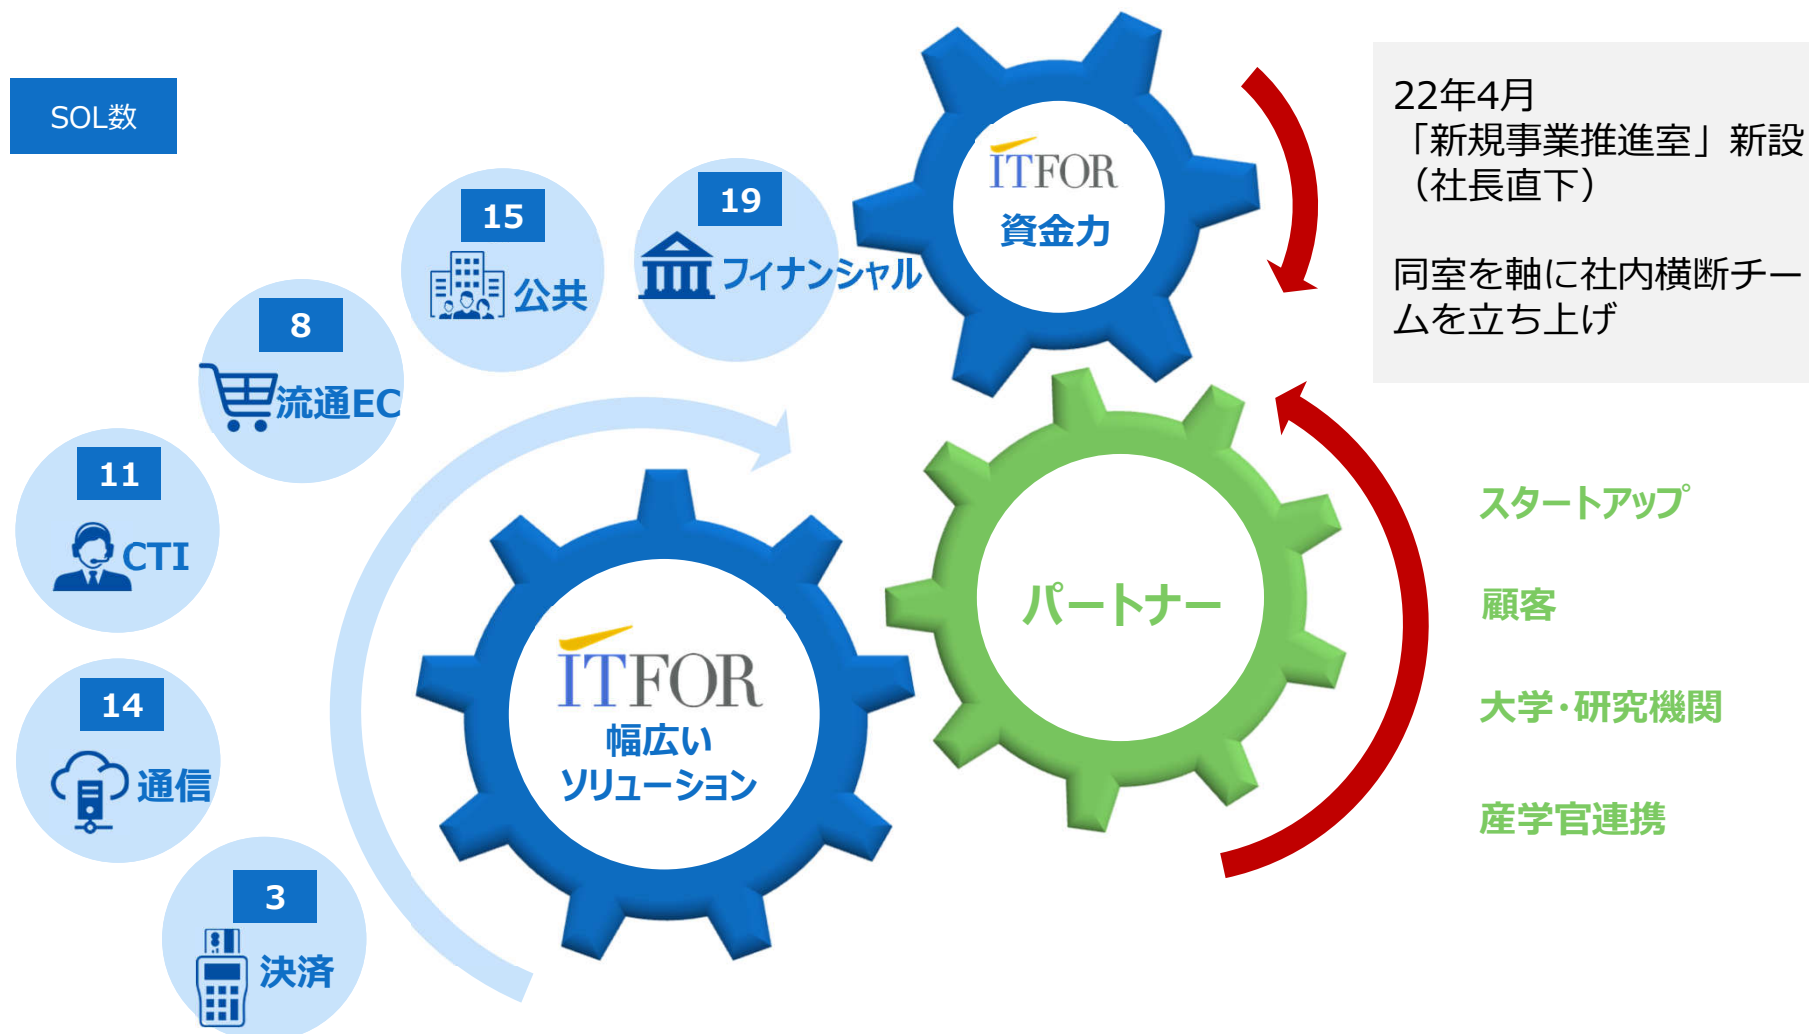 SOL数
19
フィナンシャル
15
公共
8
流通EC
11
CTI
14
通信
3
決済
ITFOR
資金力
ITFOR
幅広い
ソリューション
パートナー
22年4月
「新規事業推進室」新設
（社長直下）
同室を軸に社内横断チー
ムを立ち上げ
スタートアップ
顧客
大学・研究機関
産学官連携